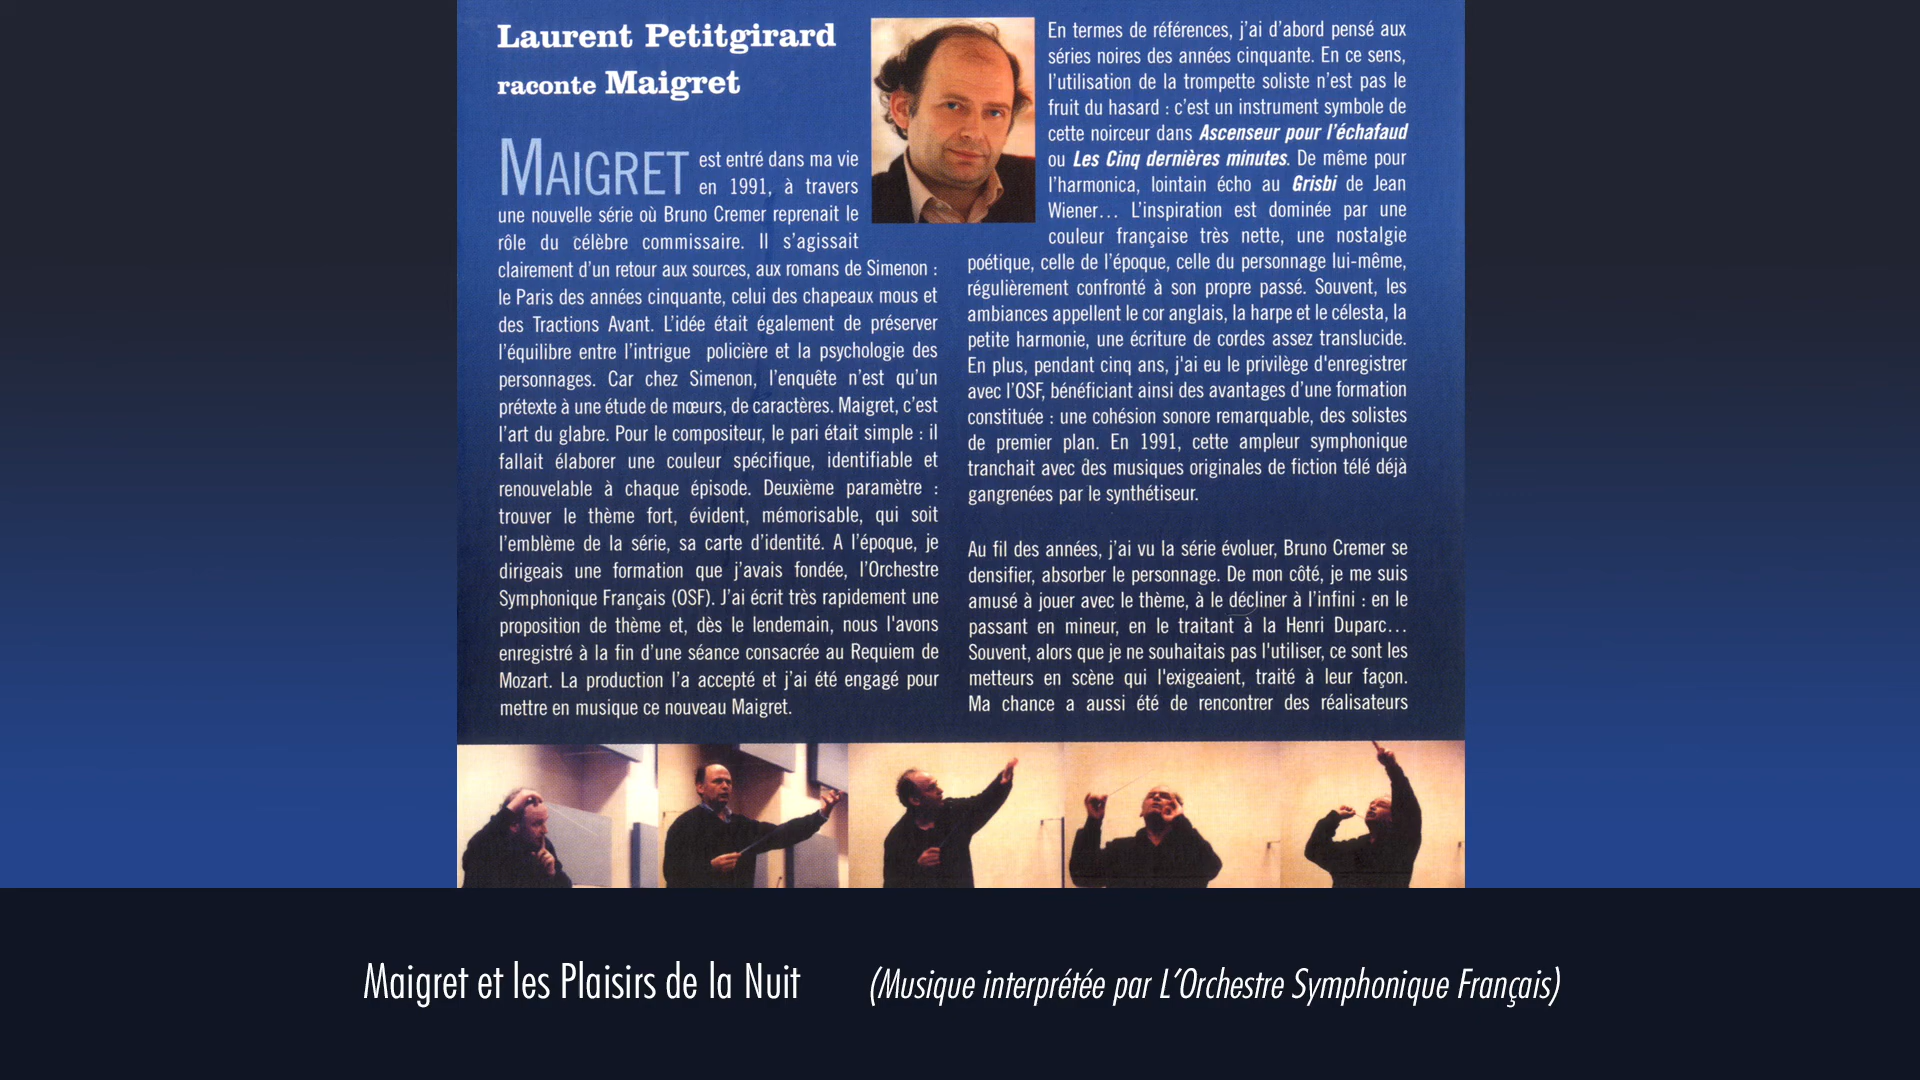 Laurent Petitgirard
raconte Maigret
MAIGRET est entré dans ma vie
en 1991, à travers
une nouvelle série où Bruno Cremer reprenait le
rôle du célèbre commissaire. Il s’agissait
clairement d’un retour aux sources, aux romans de Simenon :
le Paris des années cinquante, celui des chapeaux mous et
des Tractions Avant. L’idée était également de préserver
l’équilibre entre l’intrigue policière et la psychologie des
personnages. Car chez Simenon, l’enquête n’est qu’un
prétexte à une étude de mœurs, de caractères. Maigret, c’est
l’art du glabre. Pour le compositeur, le pari était simple : il
fallait élaborer une couleur spécifique, identifiable et
renouvelable à chaque épisode. Deuxième paramètre :
trouver le thème fort, évident, mémorisable, qui soit
l’emblème de la série, sa carte d’identité. A l’époque, je
dirigeais une formation que j’avais fondée, l’Orchestre
Symphonique Français (OSF). J’ai écrit très rapidement une
proposition de thème et, dès le lendemain, nous l'avons
enregistré à la fin d’une séance consacrée au Requiem de
Mozart. La production l’a accepté et j’ai été engagé pour
mettre en musique ce nouveau Maigret.
En termes de références, j’ai d’abord pensé aux
séries noires des années cinquante. En ce sens,
l’utilisation de la trompette soliste n’est pas le
fruit du hasard : c’est un instrument symbole de
cette noirceur dans Ascenseur pour l’échafaud
ou Les Cinq dernières minutes. De même pour
l’harmonica, lointain écho au Grisbi de Jean
Wiener… L’inspiration est dominée par une
couleur française très nette, une nostalgie
poétique, celle de l’époque, celle du personnage lui-même,
régulièrement confronté à son propre passé. Souvent, les
ambiances appellent le cor anglais, la harpe et le célesta, la
petite harmonie, une écriture de cordes assez translucide.
En plus, pendant cinq ans, j'ai eu le privilège d'enregistrer
avec l’OSF, bénéficiant ainsi des avantages d’une formation
constituée : une cohésion sonore remarquable, des solistes
de premier plan. En 1991, cette ampleur symphonique
tranchait avec des musiques originales de fiction télé déjà
gangrenées par le synthétiseur.
Au fil des années, j’ai vu la série évoluer, Bruno Cremer se
densifier, absorber le personnage. De mon côté, je me suis
amusé à jouer avec le thème, à le décliner à l’infini : en le
passant en mineur, en le traitant à la Henri Duparc…
Souvent, alors que je ne souhaitais pas l'utiliser, ce sont les
metteurs en scène qui l'exigeaient, traité à leur façon.
Ma chance a aussi été de rencontrer des réalisateurs
Maigret et les Plaisirs de la Nuit (Musique interprétée par L’Orchestre Symphonique Français)